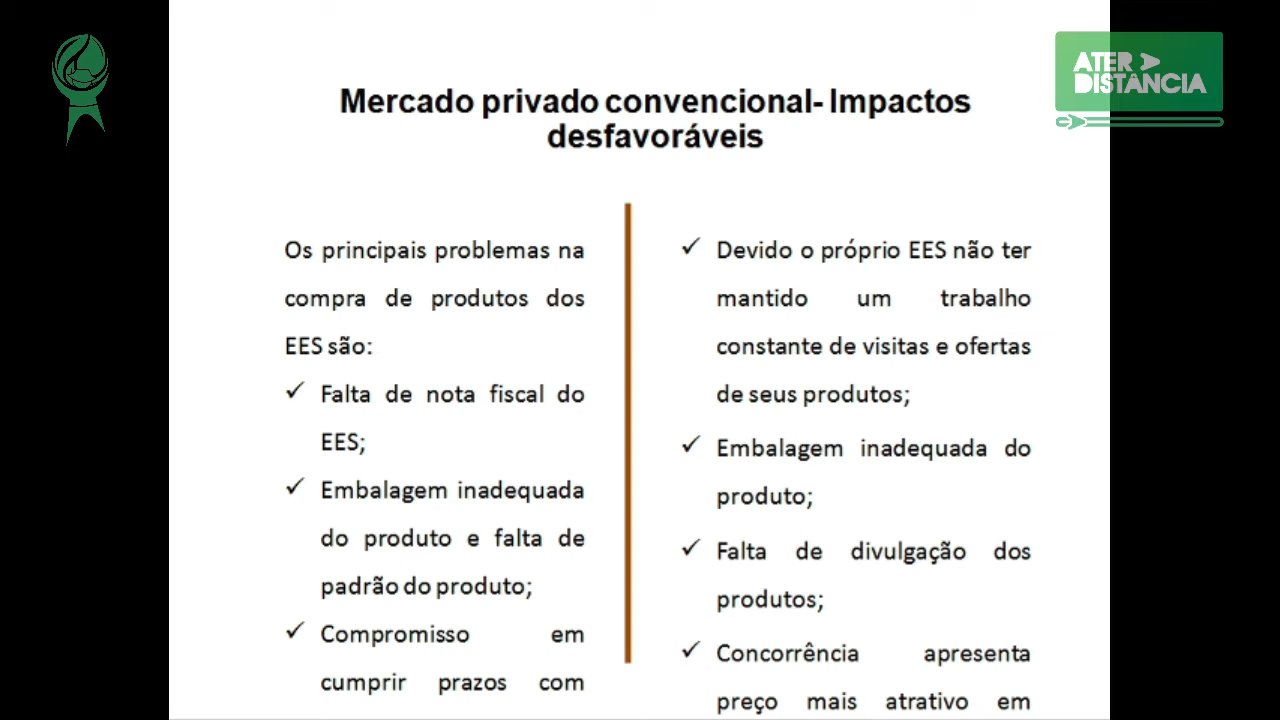 Mercado privado convencional- Impactos
desfavoráveis
Os principais problemas na
compra de produtos dos
EES são:
✓ Falta de nota fiscal do
EES;
✓ Embalagem inadequada
do produto e falta de
padrão do produto;
✓ Compromisso em
cumprir prazos com
✓ Devido o próprio EES não ter
mantido um trabalho
constante de visitas e ofertas
de seus produtos;
✓ Embalagem inadequada do
produto;
✓ Falta de divulgação dos
produtos;
✓ Concorrência apresenta
preço mais atrativo em
ATER
DISTÂNCIA